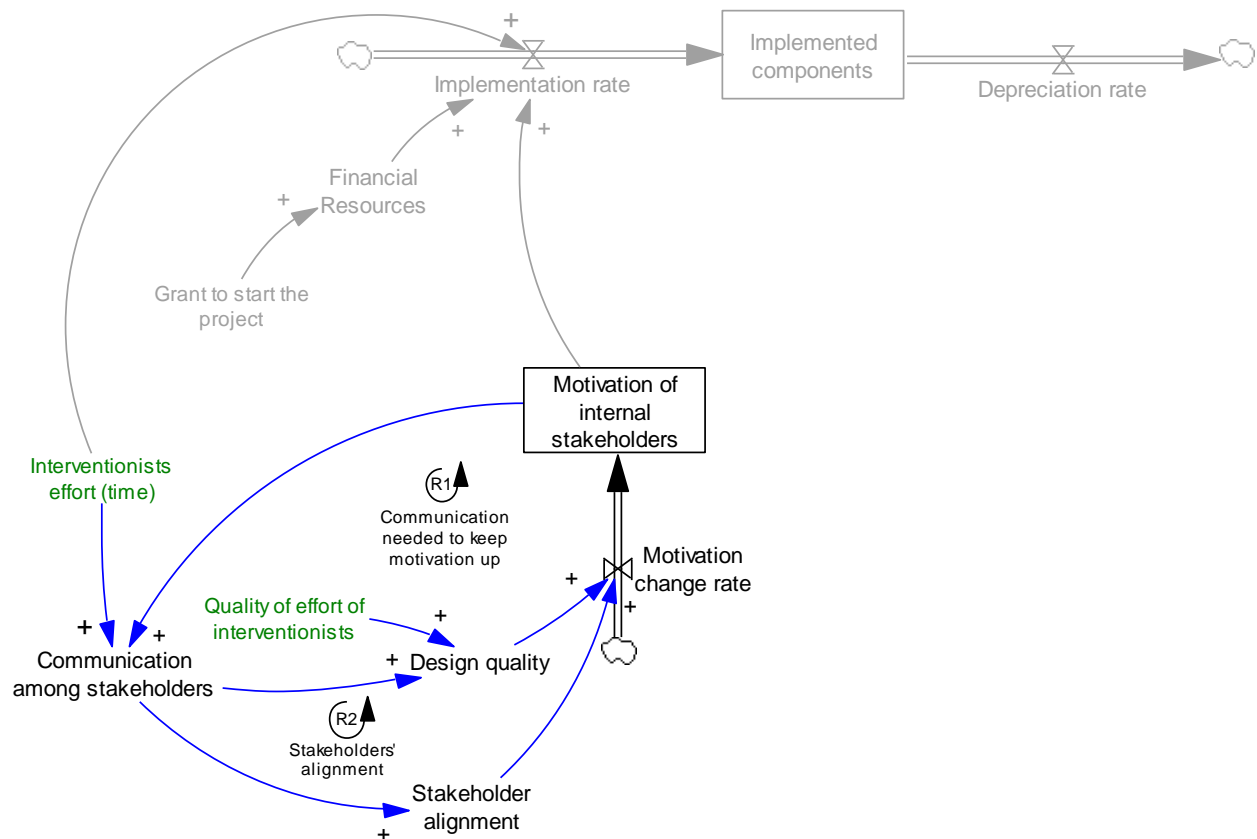 +
Implemented
components
Implementation rate
Depreciation rate
+
+
Financial
Resources
+
Grant to start the
project
Motivation of
internal
stakeholders
Interventionists
effort (time)
R1
Communication
needed to keep
motivation up
Motivation
change rate
+
+
Quality of effort of
interventionists
+
+
+
Communication
among stakeholders
+
Design quality
R2
Stakeholders'
alignment
Stakeholder
alignment
+